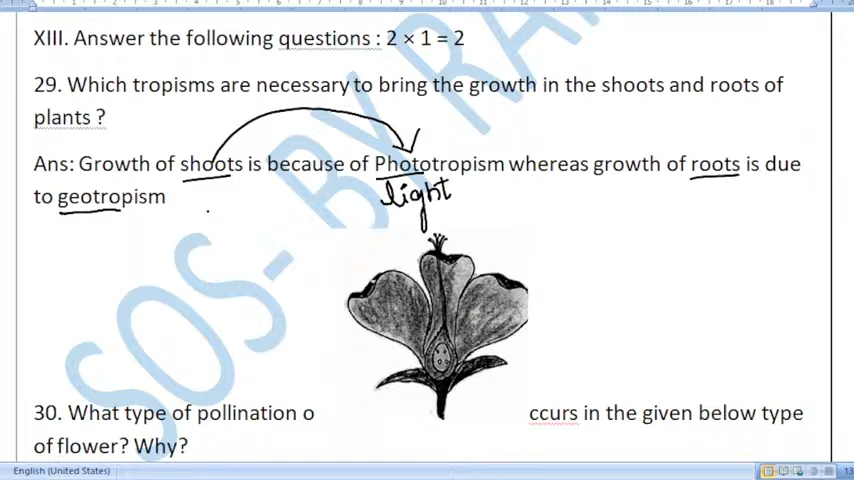 XIII. Answer the following questions : 2 × 1 = 2
29. Which tropisms are necessary to bring the growth in the shoots and roots of
plants ?
Ans: Growth of shoots is because of Phototropism whereas growth of roots is due
to geotropism
light
30. What type of pollination o ccurs in the given below type
of flower? Why?
English (United States)